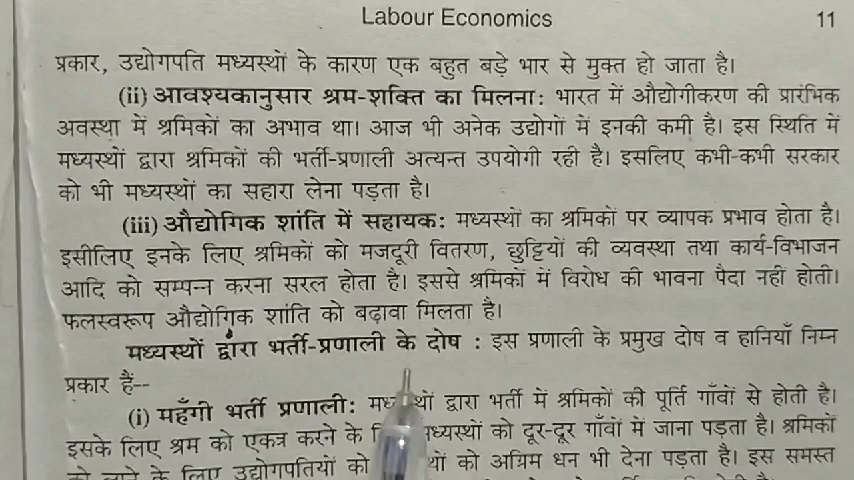 Labour Economics 11
प्रकार, उद्योगपति मध्यस्थों के कारण एक बहुत बड़े भार से मुक्त हो जाता है।
(ii) आवश्यकानुसार श्रम-शक्ति का मिलना: भारत में औद्योगीकरण की प्रारंभिक
अवस्था में श्रमिकों का अभाव था। आज भी अनेक उद्योगों में इनकी कमी है। इस स्थिति में
मध्यस्थों द्वारा श्रमिकों की भर्ती-प्रणाली अत्यन्त उपयोगी रही है। इसलिए कभी-कभी सरकार
को भी मध्यस्थों का सहारा लेना पड़ता है।
(iii) औद्योगिक शांति में सहायक: मध्यस्थों का श्रमिकों पर व्यापक प्रभाव होता है।
इसीलिए इनके लिए श्रमिकों को मजदूरी वितरण, छुट्टियों की व्यवस्था तथा कार्य-विभाजन
आदि को सम्पन्न करना सरल होता है। इससे श्रमिकों में विरोध की भावना पैदा नहीं होती।
फलस्वरूप औद्योगिक शांति को बढ़ावा मिलता है।
मध्यस्थों द्वारा भर्ती-प्रणाली के दोष : इस प्रणाली के प्रमुख दोष व हानियाँ निम्न
प्रकार हैं--
(i) महँगी भर्ती प्रणाली: द्वारा भर्ती में श्रमिकों की पूर्ति गाँवों से होती है।
इसके लिए श्रम को एकत्र करने के को दूर-दूर गाँवों में जाना पड़ता है। श्रमिकों
को लाने के लिए उद्योगपतियों को को अग्रिम धन भी देना पड़ता है। इस समस्त